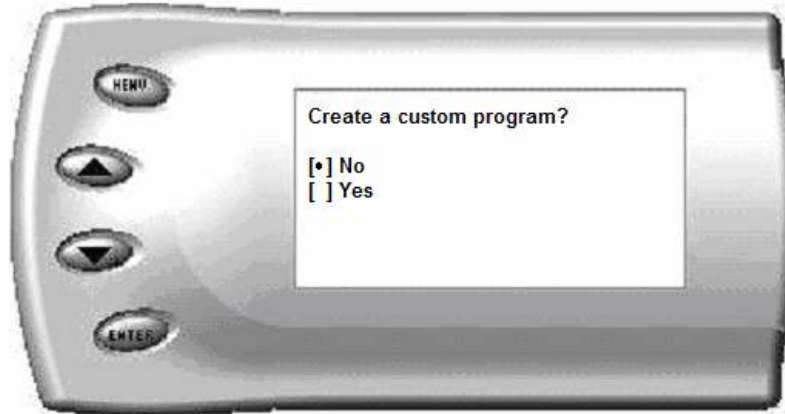 MENU
Create a custom program?
[•] No
[ ] Yes
ENTER